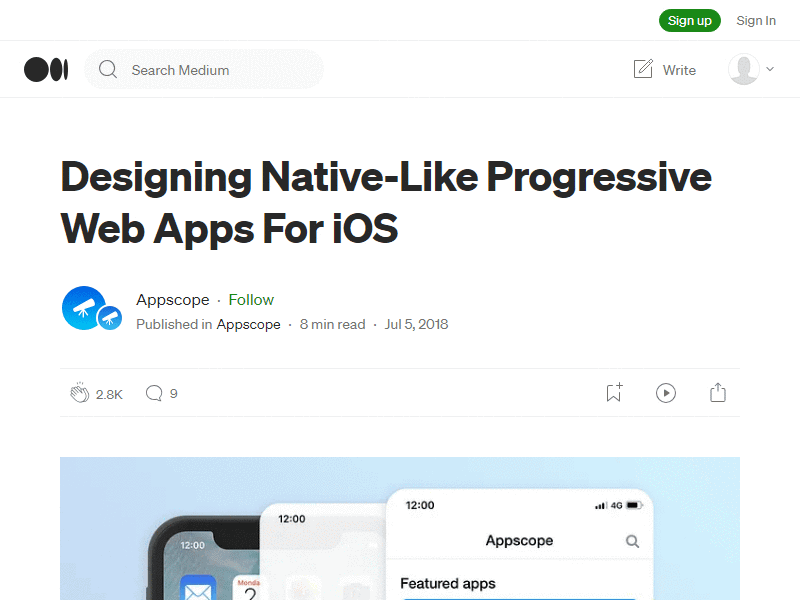 Sign up Sign In
Search Medium Write
Designing Native-Like Progressive
Web Apps For iOS
Appscope · Follow
Published in Appscope · 8 min read · Jul 5, 2018
2.8K 9
12:00 4G
12:00
Appscope
12:00
Featured apps
Monda
2